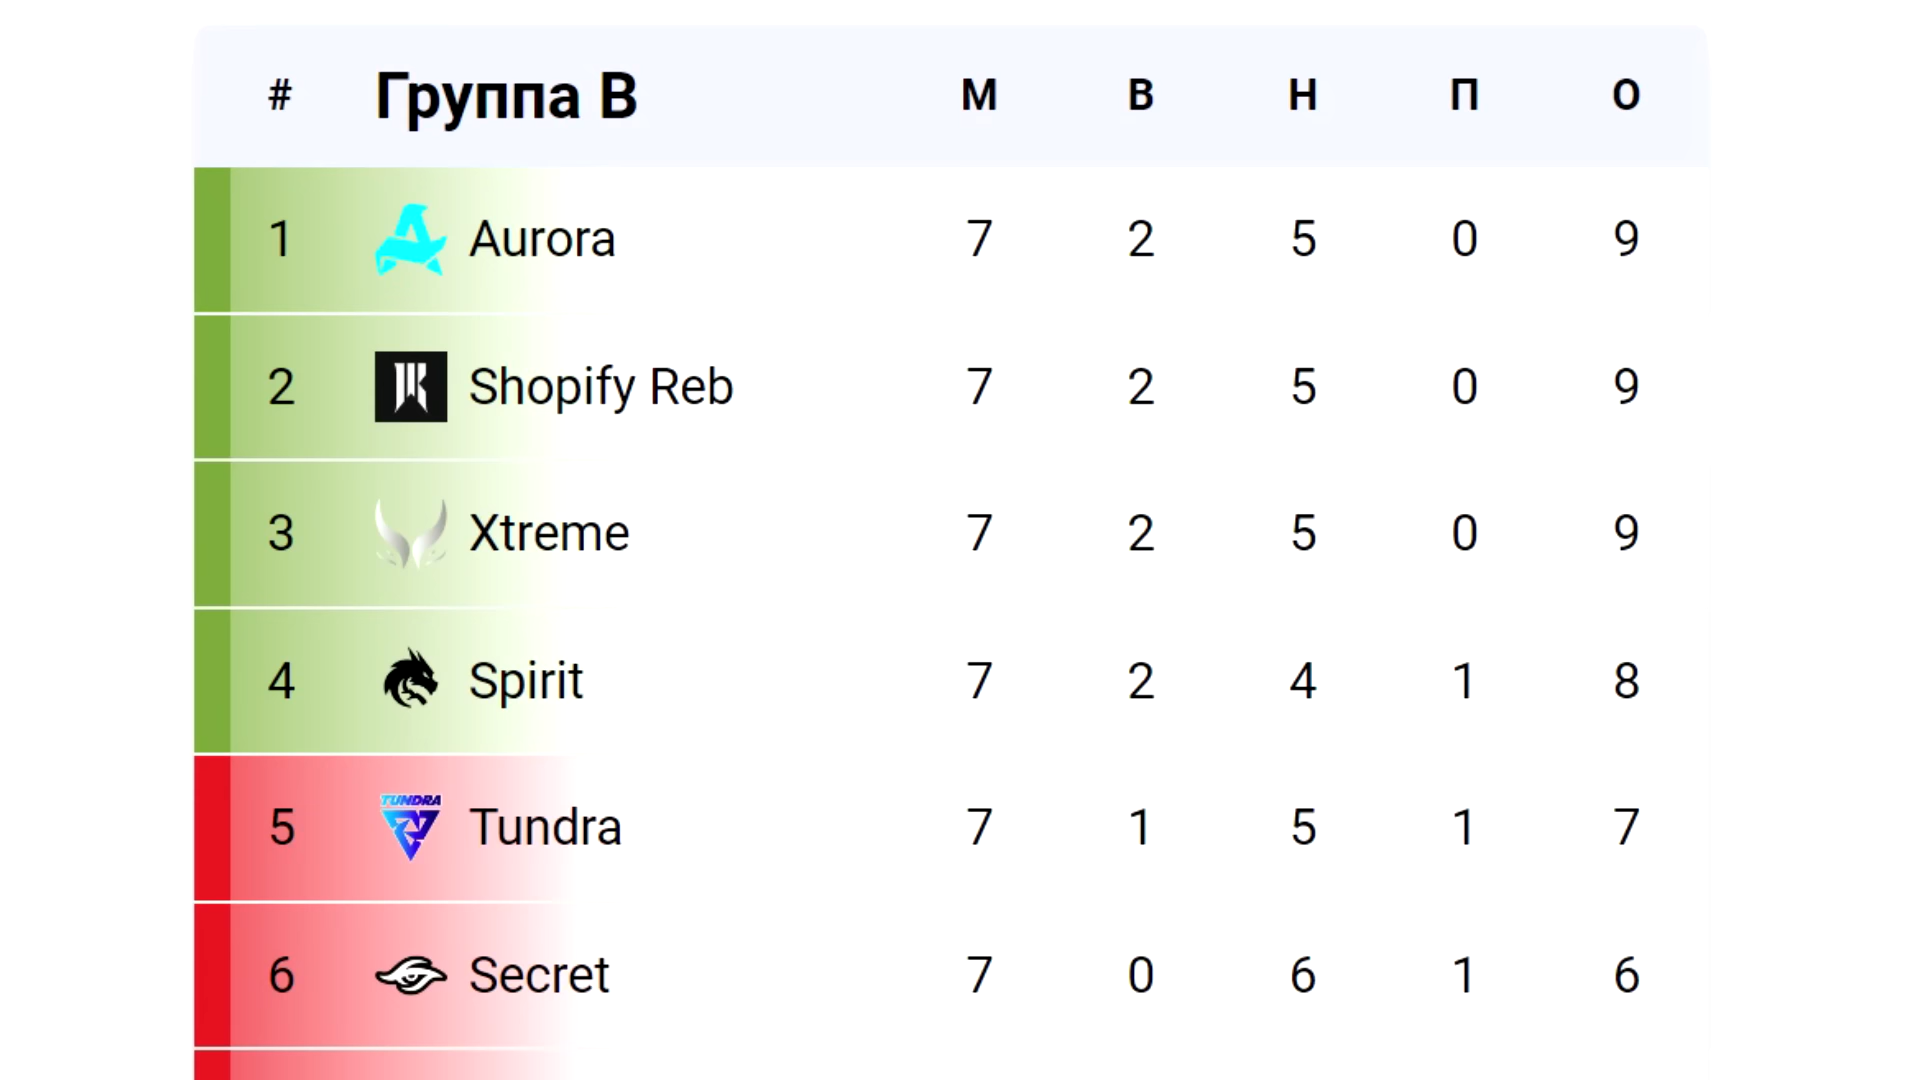 # Группа B М В Н П О
1 Aurora 7 2 5 0 9
2 Shopify Reb 7 2 5 0 9
3 Xtreme 7 2 5 0 9
4 Spirit 7 2 4 1 8
TUNDRA
5 Tundra 7 1 5 1 7
6 Secret 7 0 6 1 6